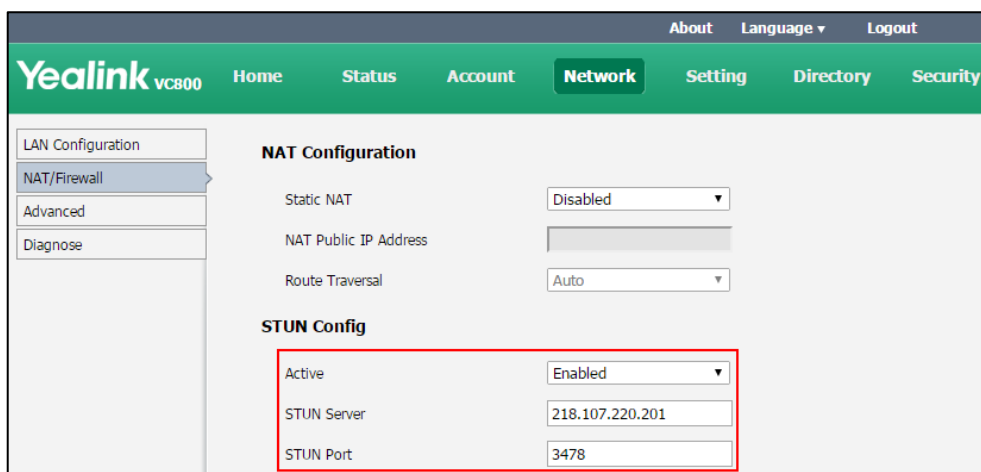 About Language ▾ Logout
Yealink VC800 Home Status Account Network Setting Directory Security
LAN Configuration
NAT/Firewall
Advanced
Diagnose
NAT Configuration
Static NAT Disabled
NAT Public IP Address
Route Traversal Auto
STUN Config
Active Enabled
STUN Server 218.107.220.201
STUN Port 3478